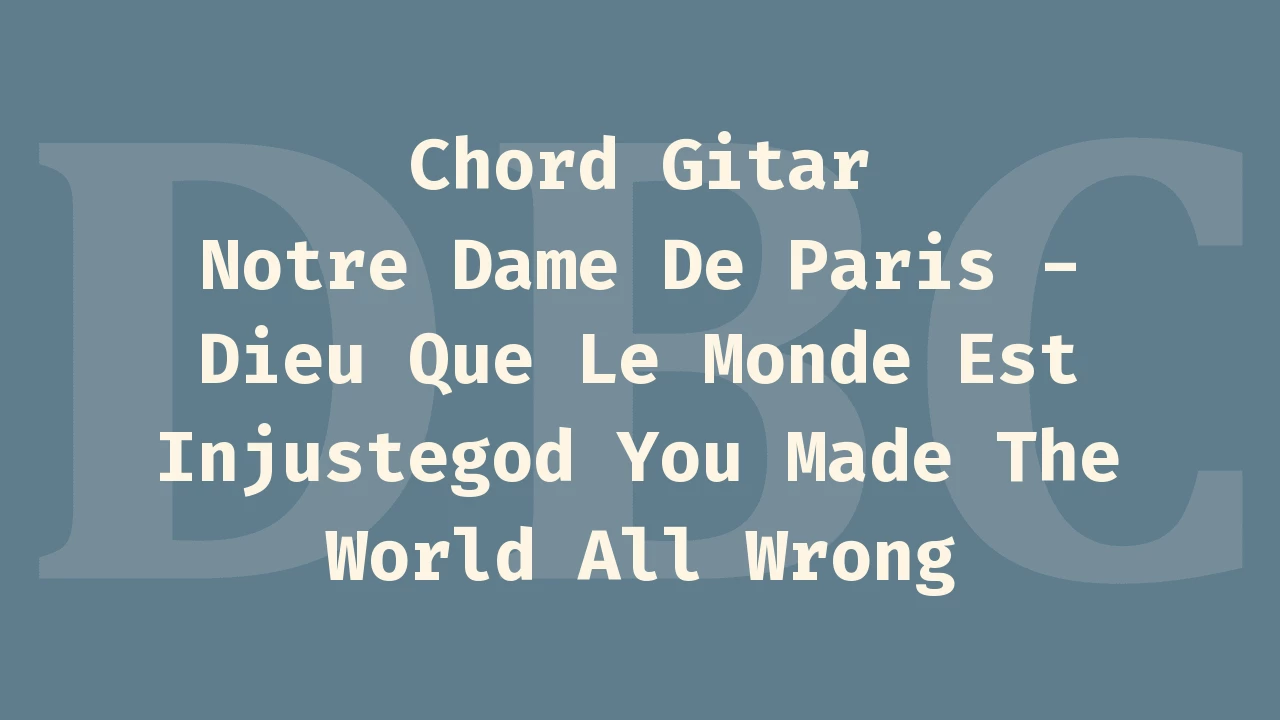 DBC
Chord Gitar
Notre Dame De Paris –
Dieu Que Le Monde Est
Injustegod You Made The
World All Wrong